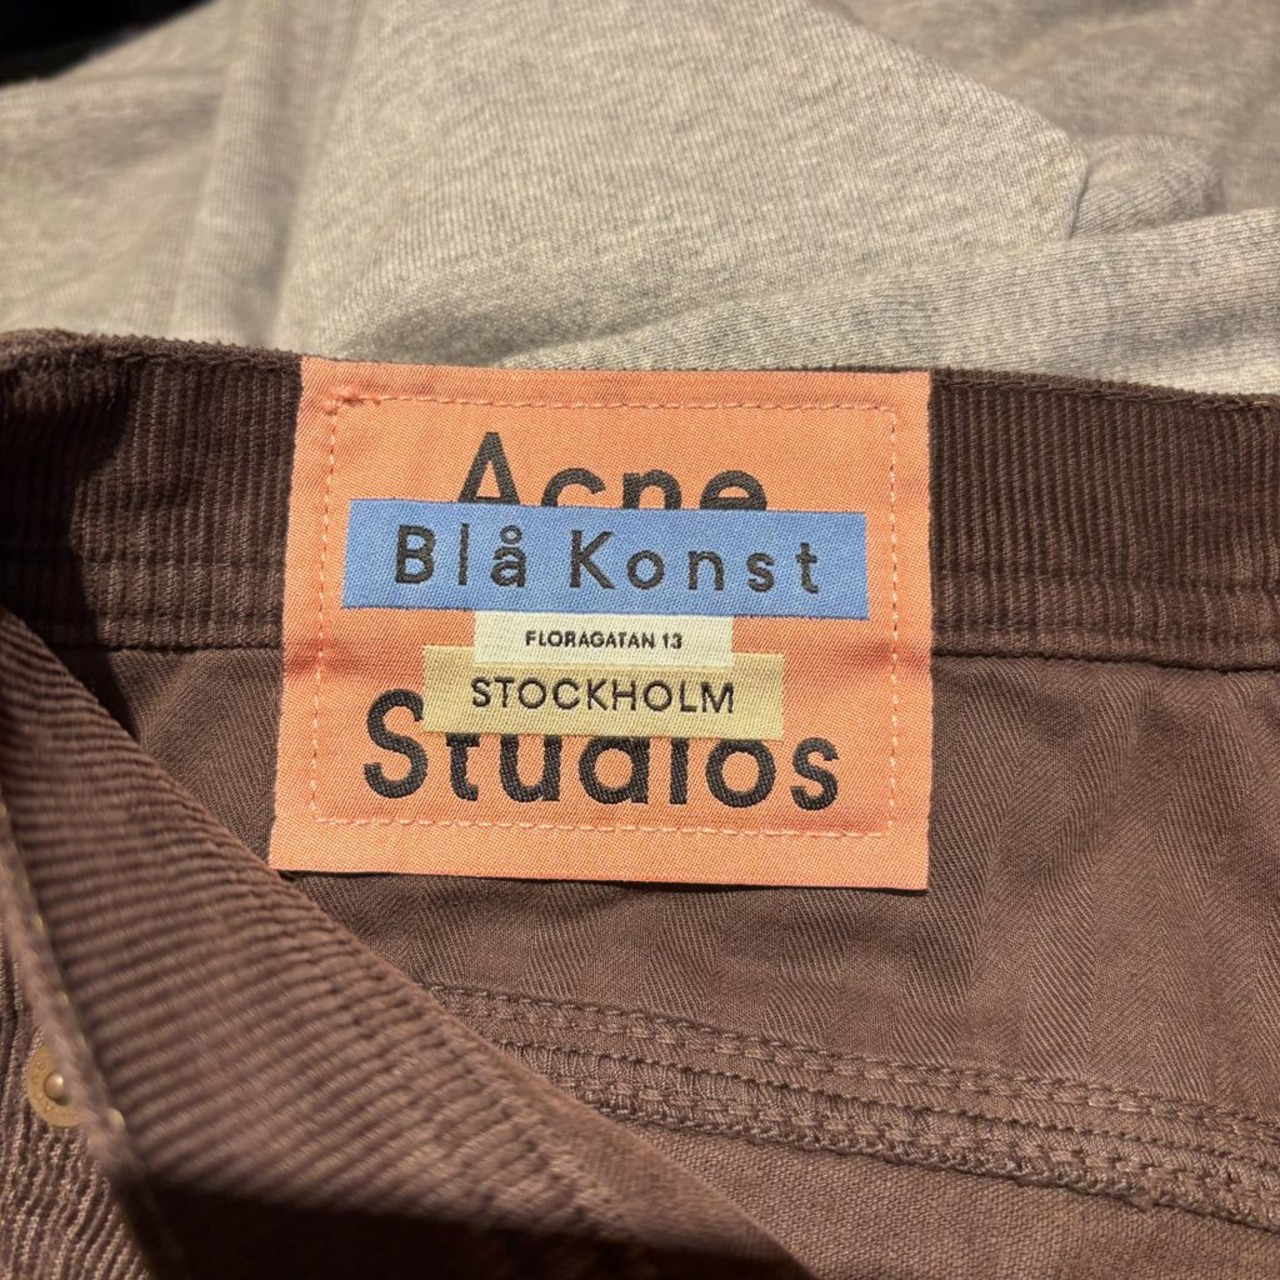 Acne
Blå Konst
FLORAGATAN 13
STOCKHOLM
Studios